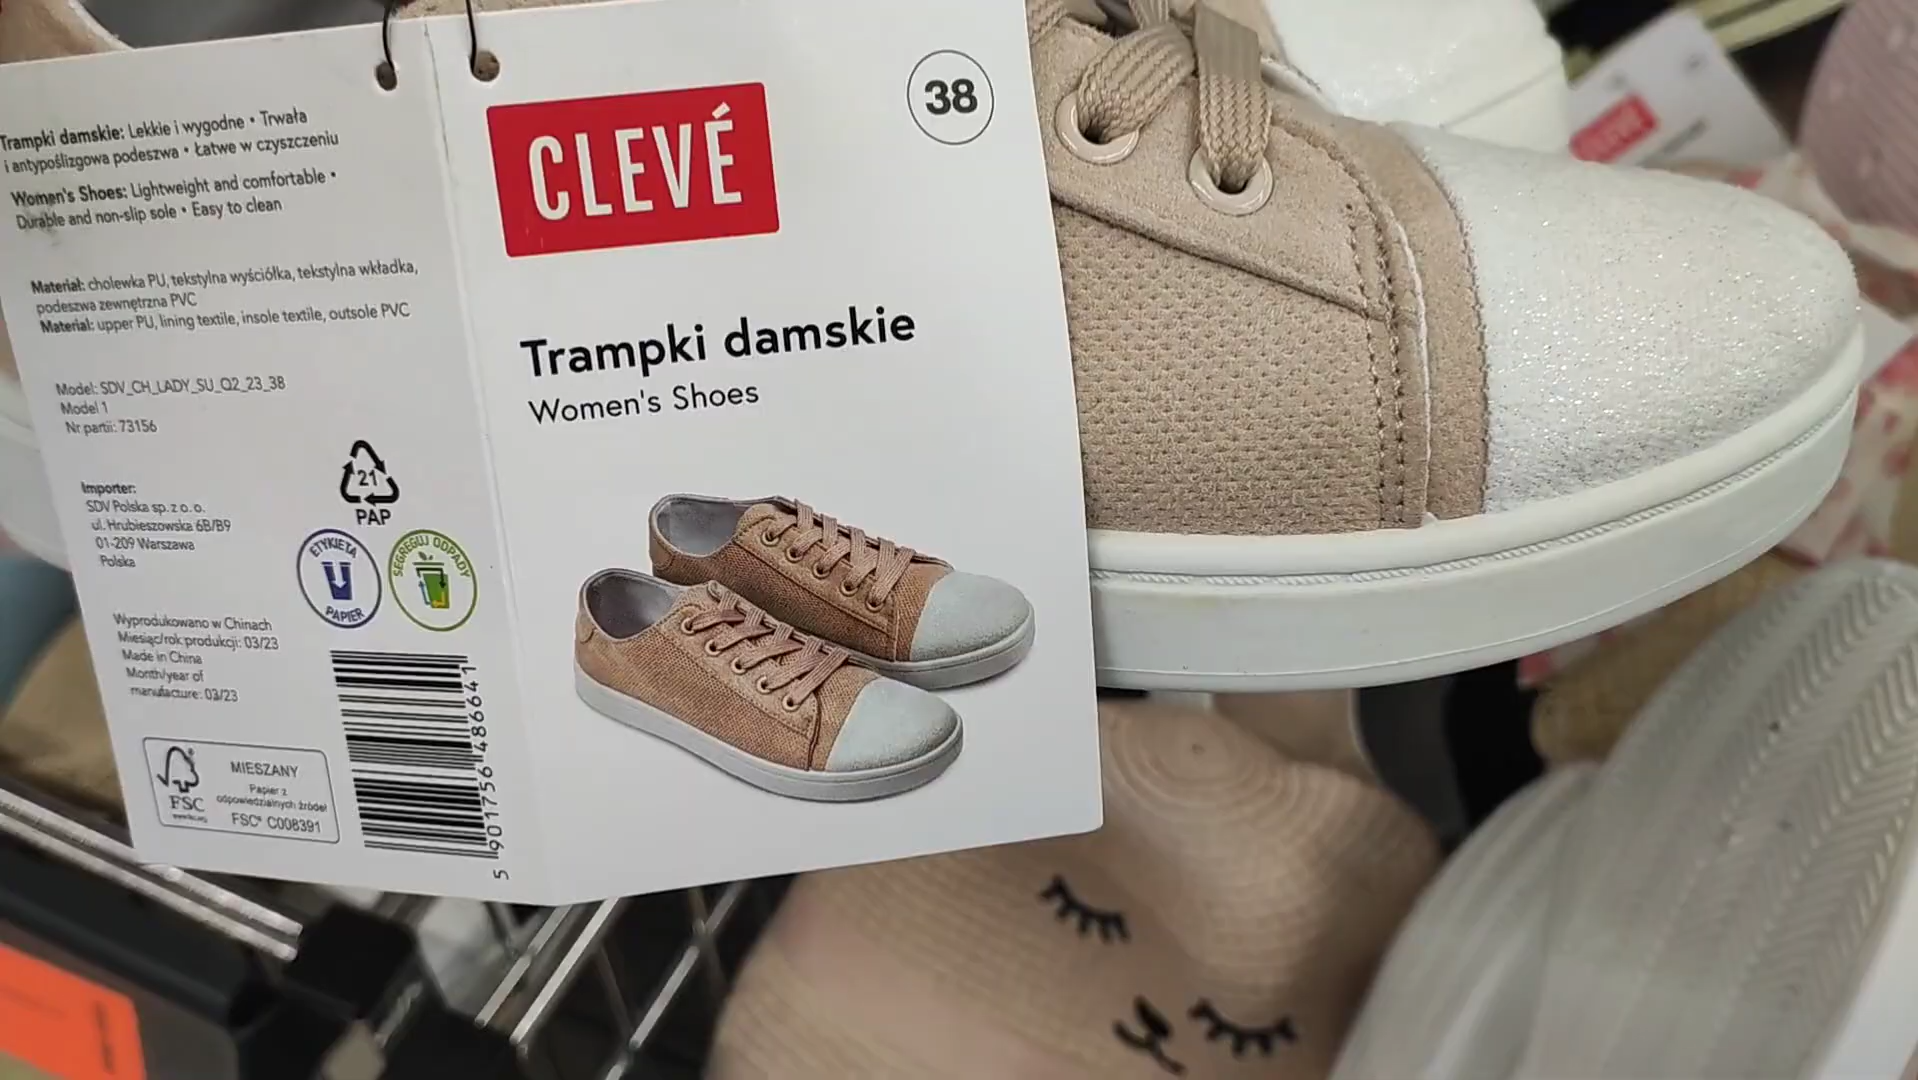 Trampki damskie: Lekkie i wygodne • Trwała
i antypoślizgowa podeszwa • Łatwe w czyszczeniu
Women's Shoes: Lightweight and comfortable •
Durable and non-slip sole • Easy to clean
Material: cholewka PU, tekstylna wyściółka, tekstylna wkładka,
podeszwa zewnętrzna PVC
Material: upper PU, lining textile, insole textile, outsole PVC
Model: SDV_CH_LADY_SU_Q2_23_38
Model 1
Nr partii: 73156
Importer:
SDV Polska sp. z o. o.
ul. Hrubieszowska 6B/B9
01-209 Warszawa
Polska
21
PAP
ETYKIETA
PAPIER
SEGREGUJ ODPADY
Wyprodukowano w Chinach
Miesiąc/rok produkcji: 03/23
Made in China
Month/year of
manufacture: 03/23
FSC
MIESZANY
Papier z
odpowiedzialnych źródeł
FSC® C008391
5 901756 486641
CLEVÉ
38
Trampki damskie
Women's Shoes